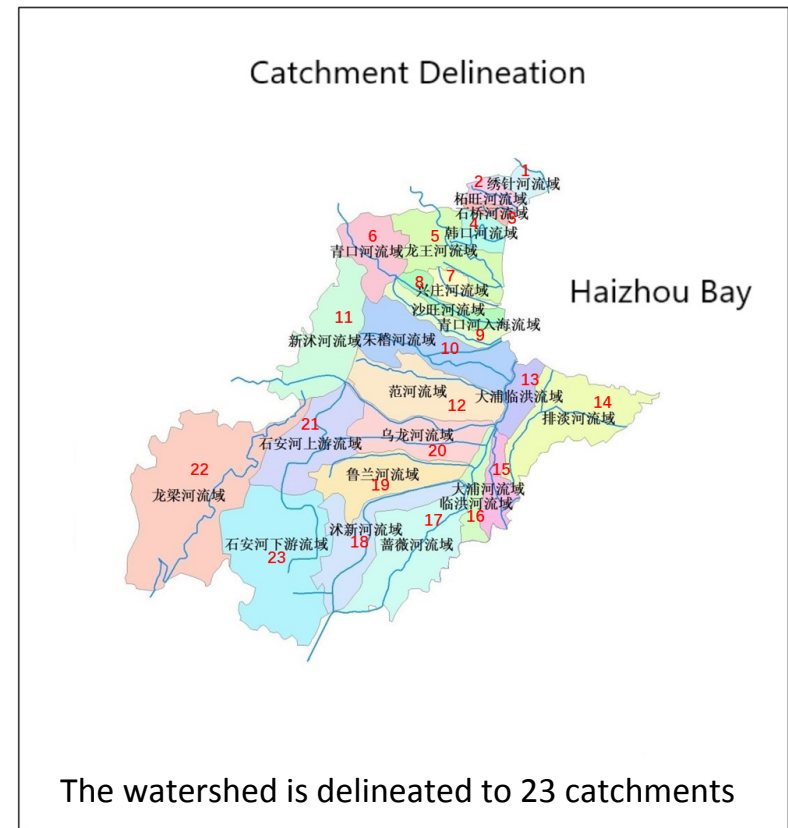 Catchment Delineation
1
2
绣针河流域
柘旺河流域
石桥河流域
3
4
韩口河流域
6
5
青口河流域
龙王河流域
7
8
兴庄河流域
Haizhou Bay
沙旺河流域
11
青口河入海流域
9
新沭河流域
朱稽河流域
10
13
范河流域
大浦临洪流域
12
14
排淡河流域
21
乌龙河流域
石安河上游流域
20
22
鲁兰河流域
15
19
大浦河流域
龙梁河流域
临洪河流域
17
16
沭新河流域
石安河下游流域
18
蔷薇河流域
23
The watershed is delineated to 23 catchments